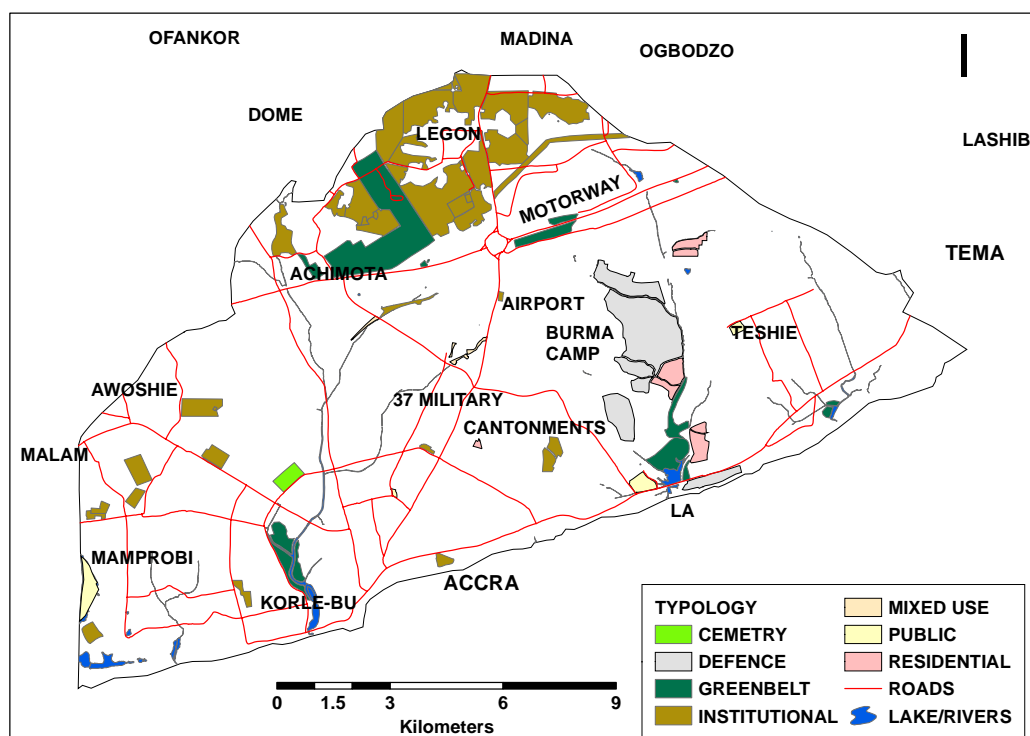 OFANKOR
MADINA
OGBODZO
DOME
LEGON
LASHIB
MOTORWAY
TEMA
ACHIMOTA
AIRPORT
BURMA
CAMP
TESHIE
AWOSHIE
37 MILITARY
CANTONMENTS
MALAM
LA
MAMPROBI
ACCRA
KORLE-BU
TYPOLOGY
CEMETRY
DEFENCE
GREENBELT
INSTITUTIONAL
MIXED USE
PUBLIC
RESIDENTIAL
ROADS
LAKE/RIVERS
0 1.5 3 6 9
Kilometers